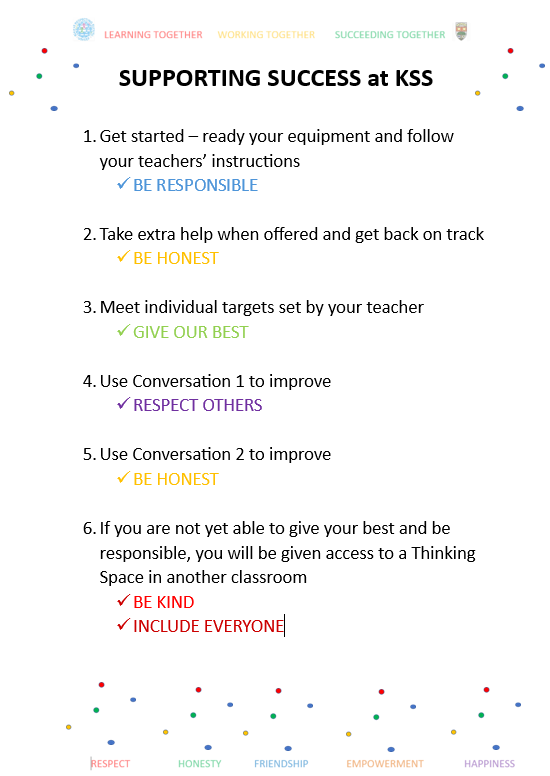 LEARNING TOGETHER WORKING TOGETHER SUCCEEDING TOGETHER
SUPPORTING SUCCESS at KSS
1. Get started – ready your equipment and follow
your teachers’ instructions
✓ BE RESPONSIBLE
2. Take extra help when offered and get back on track
✓ BE HONEST
3. Meet individual targets set by your teacher
✓ GIVE OUR BEST
4. Use Conversation 1 to improve
✓ RESPECT OTHERS
5. Use Conversation 2 to improve
✓ BE HONEST
6. If you are not yet able to give your best and be
responsible, you will be given access to a Thinking
Space in another classroom
✓ BE KIND
✓ INCLUDE EVERYONE
RESPECT HONESTY FRIENDSHIP EMPOWERMENT HAPPINESS